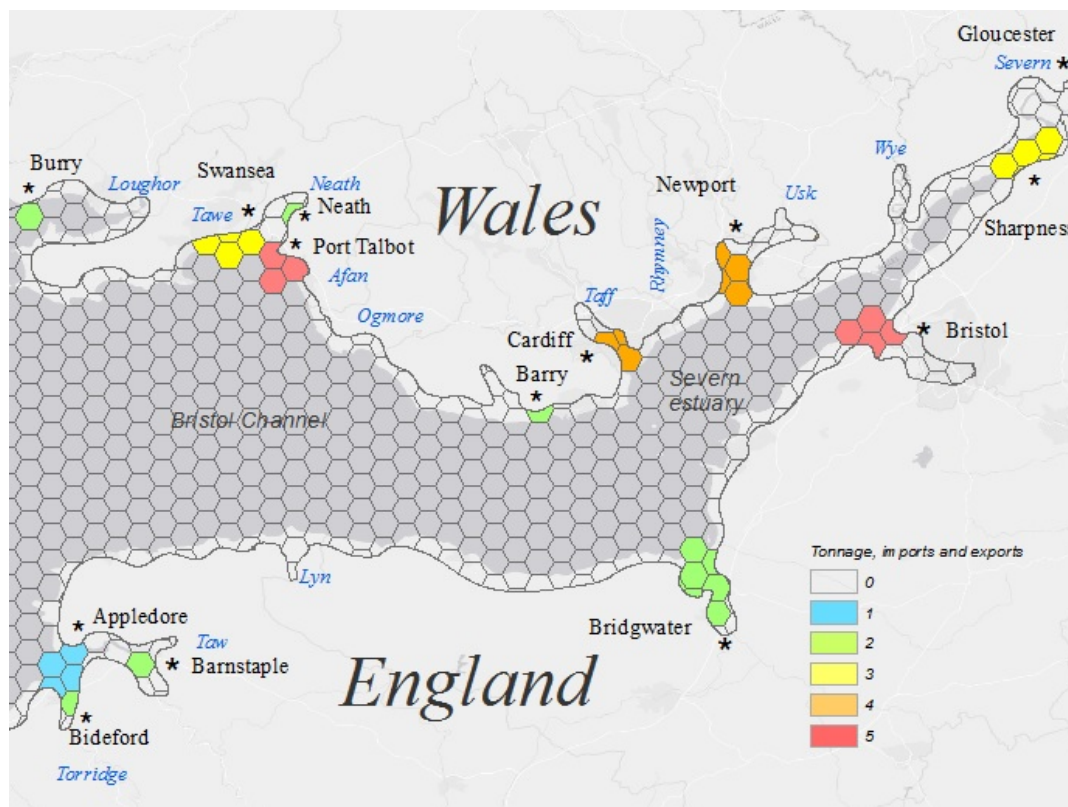 Gloucester
Severn
Burry
Loughor
Swansea
Neath
Neath
Tawe
Port Talbot
Afan
Wales
Newport
Usk
Wye
Sharpness
Rhymney
Ogmore
Taff
Cardiff
Barry
Bristol
Severn
estuary
Bristol Channel
Tonnage, imports and exports
0
1
2
3
4
5
Lyn
Appledore
Taw
Barnstaple
Bridgwater
England
Bideford
Torridge